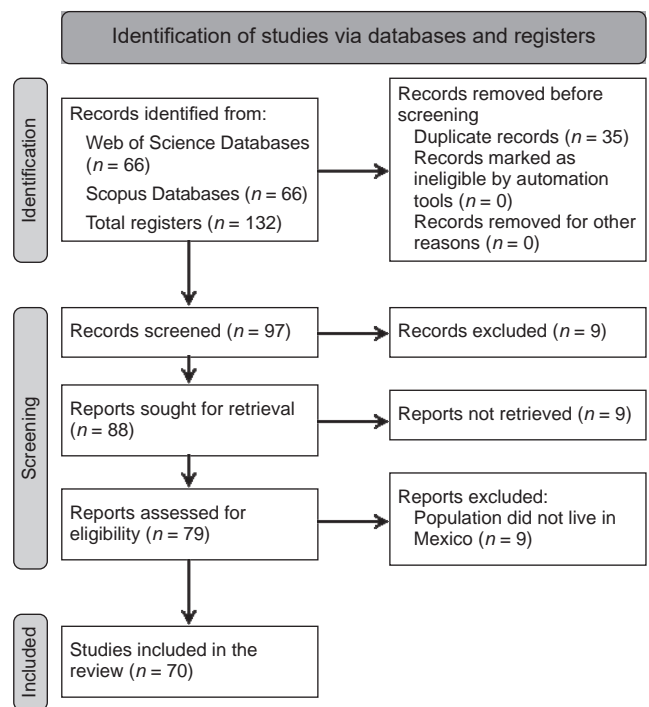 Identification of studies via databases and registers
Identification
Records identified from:
Web of Science Databases
(n = 66)
Scopus Databases (n = 66)
Total registers (n = 132)
Records removed before
screening
Duplicate records (n = 35)
Records marked as
ineligible by automation
tools (n = 0)
Records removed for other
reasons (n = 0)
Screening
Records screened (n = 97)
Records excluded (n = 9)
Reports sought for retrieval
(n = 88)
Reports not retrieved (n = 9)
Reports assessed for
eligibility (n = 79)
Reports excluded:
Population did not live in
Mexico (n = 9)
Included
Studies included in the
review (n = 70)